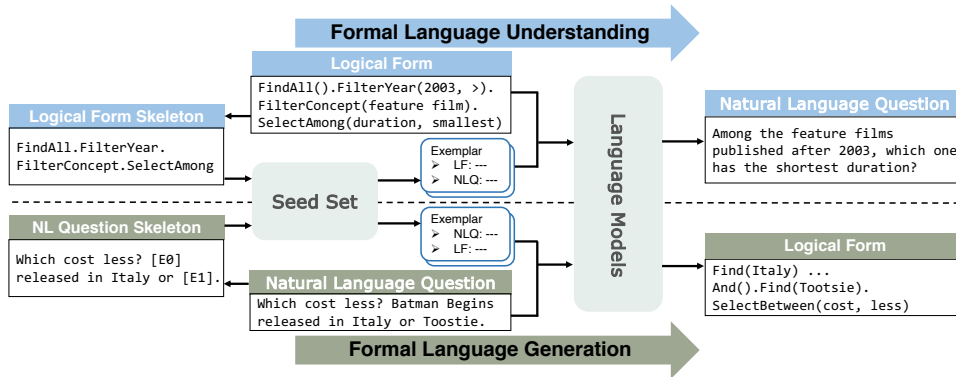 Formal Language Understanding
Logical Form
FindAll().FilterYear(2003, >).
FilterConcept(feature film).
SelectAmong(duration, smallest)
Logical Form Skeleton
FindAll.FilterYear.
FilterConcept.SelectAmong
Exemplar
➢ LF: ---
➢ NLQ: ---
Seed Set
Language Models
Natural Language Question
Among the feature films
published after 2003, which one
has the shortest duration?
NL Question Skeleton
Which cost less? [E0]
released in Italy or [E1].
Exemplar
➢ NLQ: ---
➢ LF: ---
Natural Language Question
Which cost less? Batman Begins
released in Italy or Toostie.
Logical Form
Find(Italy) ...
And().Find(Tootsie).
SelectBetween(cost, less)
Formal Language Generation